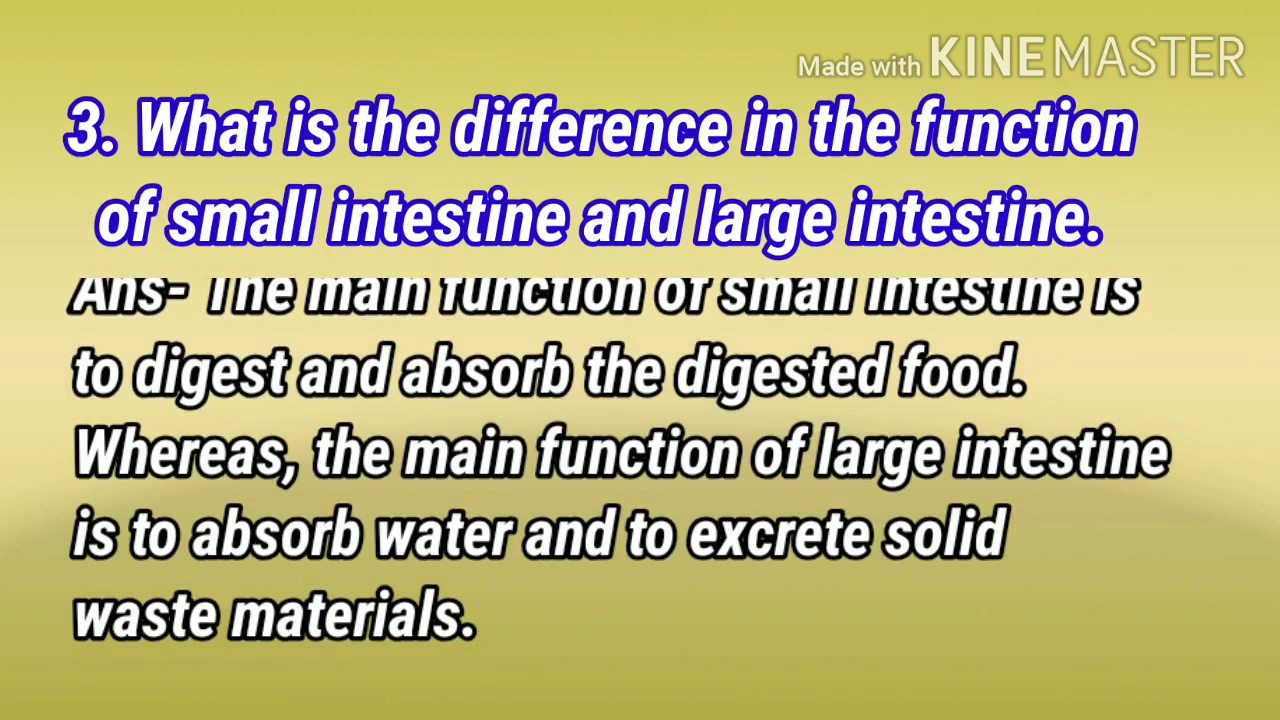 Made with KINEMASTER
3. What is the difference in the function
of small intestine and large intestine.
Ans- The main function of small intestine is
to digest and absorb the digested food.
Whereas, the main function of large intestine
is to absorb water and to excrete solid
waste materials.